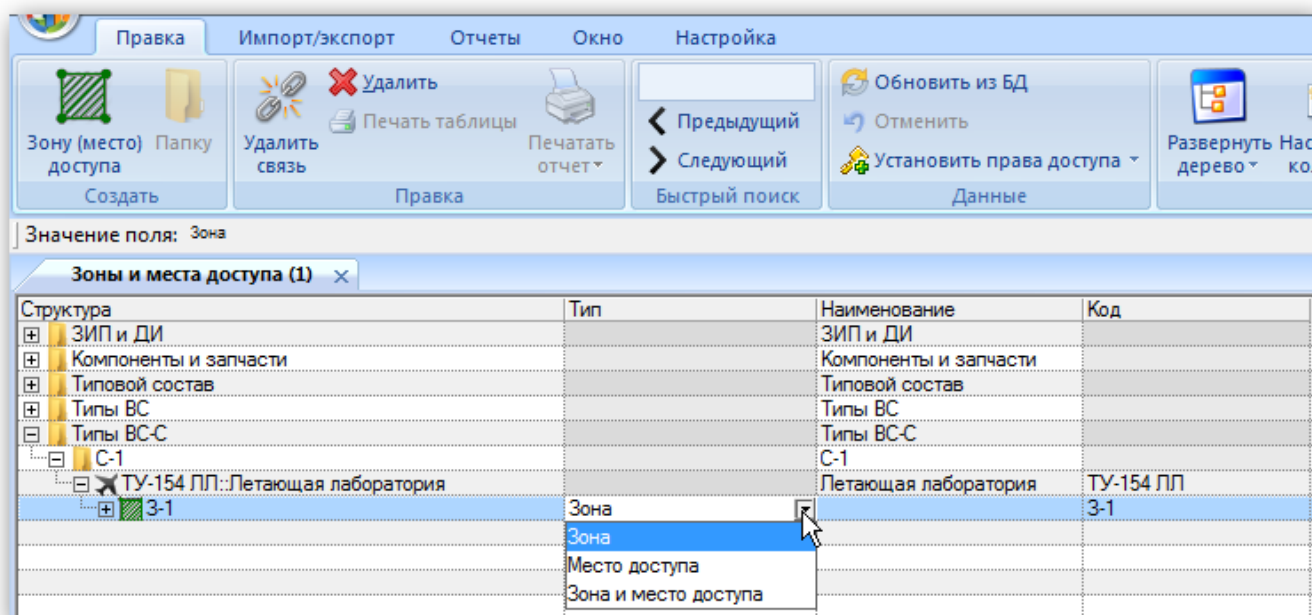 Правка Импорт/экспорт Отчеты Окно Настройка
Зону (место) доступа
Папку
Создать
Удалить связь
Удалить
Печать таблицы
Печатать отчет
Правка
Предыдущий
Следующий
Быстрый поиск
Обновить из БД
Отменить
Установить права доступа
Данные
Развернуть дерево
Значение поля: Зона
Зоны и места доступа (1)
Структура Тип Наименование Код
ЗИП и ДИ ЗИП и ДИ
Компоненты и запчасти Компоненты и запчасти
Типовой состав Типовой состав
Типы ВС Типы ВС
Типы ВС-С Типы ВС-С
С-1 С-1
ТУ-154 ЛЛ::Летающая лаборатория Летающая лаборатория ТУ-154 ЛЛ
З-1 Зона З-1
Зона
Место доступа
Зона и место доступа